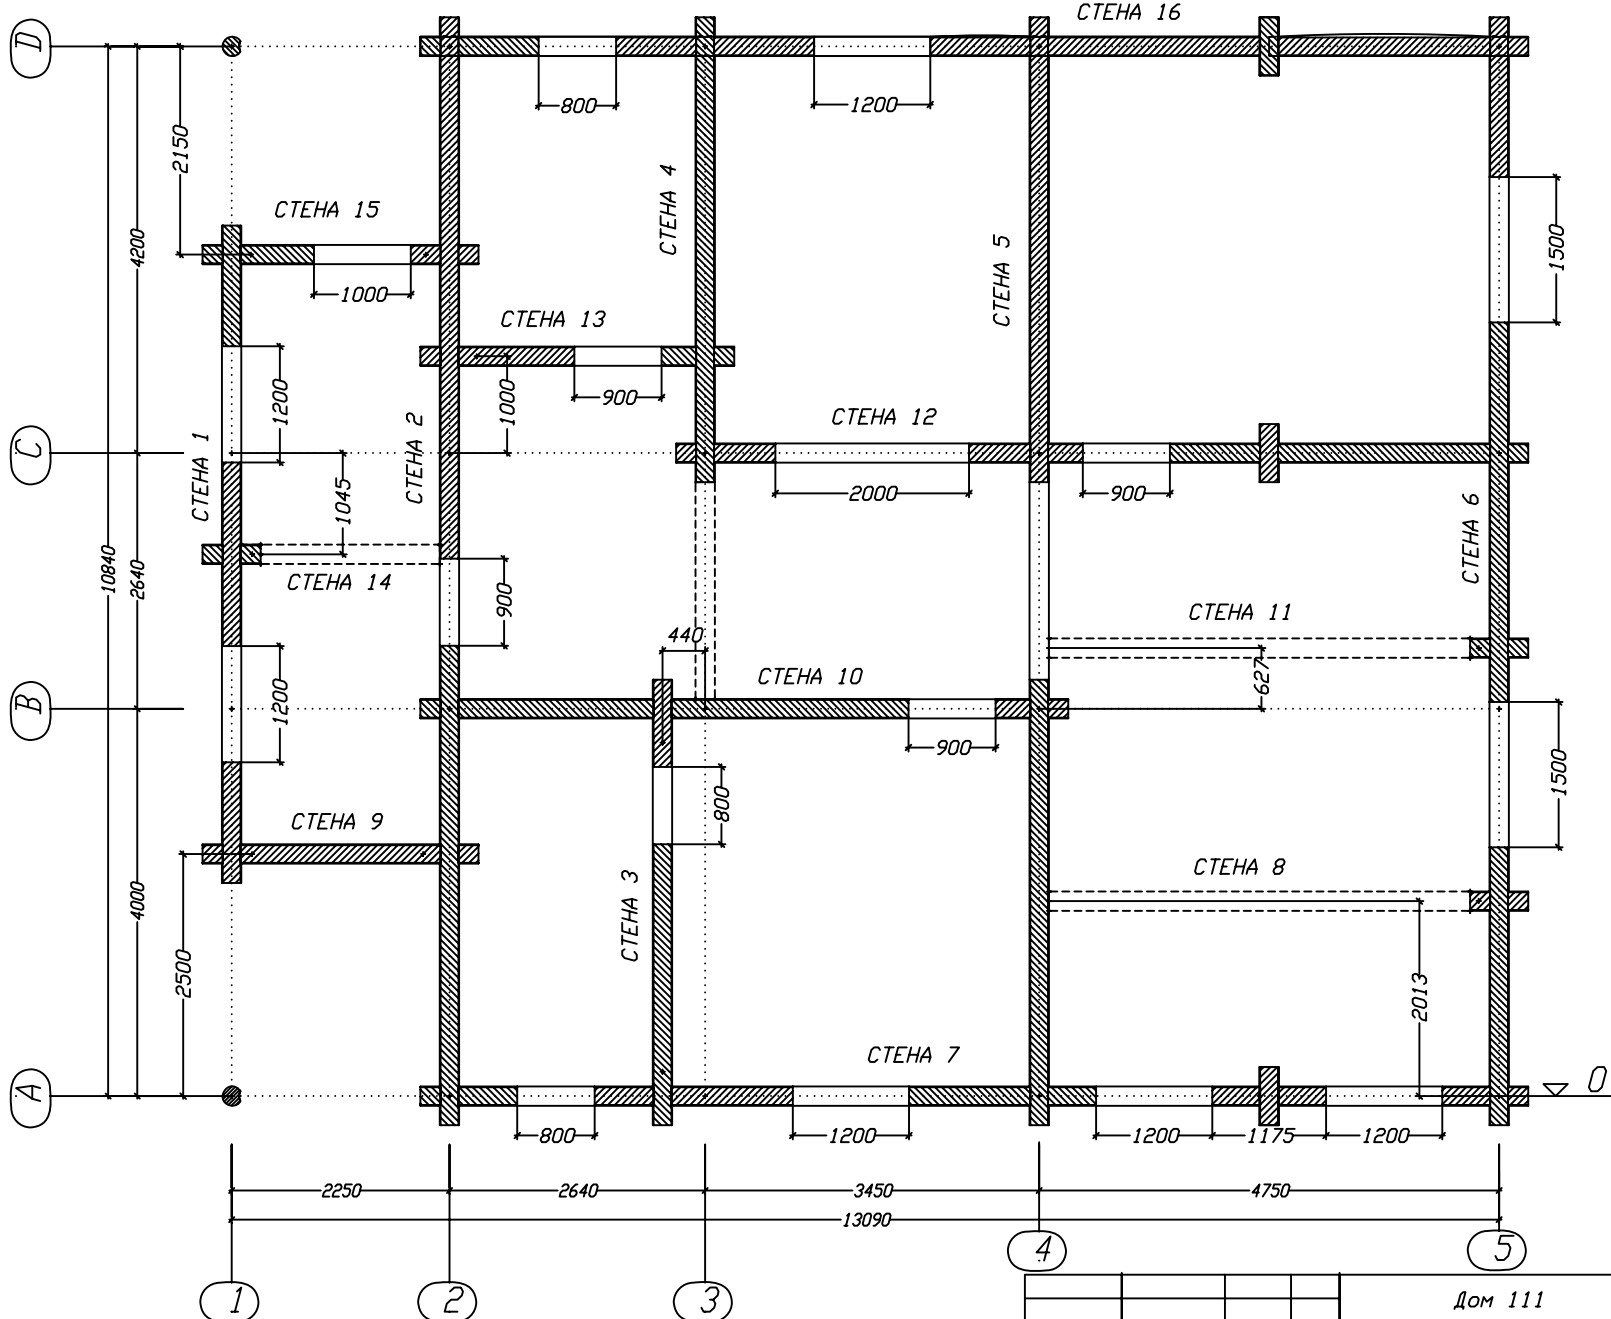 СТЕНА 16
D
800
1200
2150
СТЕНА 4
СТЕНА 15
4200
СТЕНА 5
1500
1000
СТЕНА 13
1200
1000
900
СТЕНА 12
C
СТЕНА 1
СТЕНА 2
1045
2000
900
СТЕНА 6
10840
2640
СТЕНА 14
900
СТЕНА 11
440
627
СТЕНА 10
B
1200
900
800
1500
СТЕНА 9
СТЕНА 8
4000
СТЕНА 3
2500
2013
СТЕНА 7
A
0
800
1200
1200
1175
1200
2250
2640
3450
4750
13090
4
5
1
2
3
Дом 111